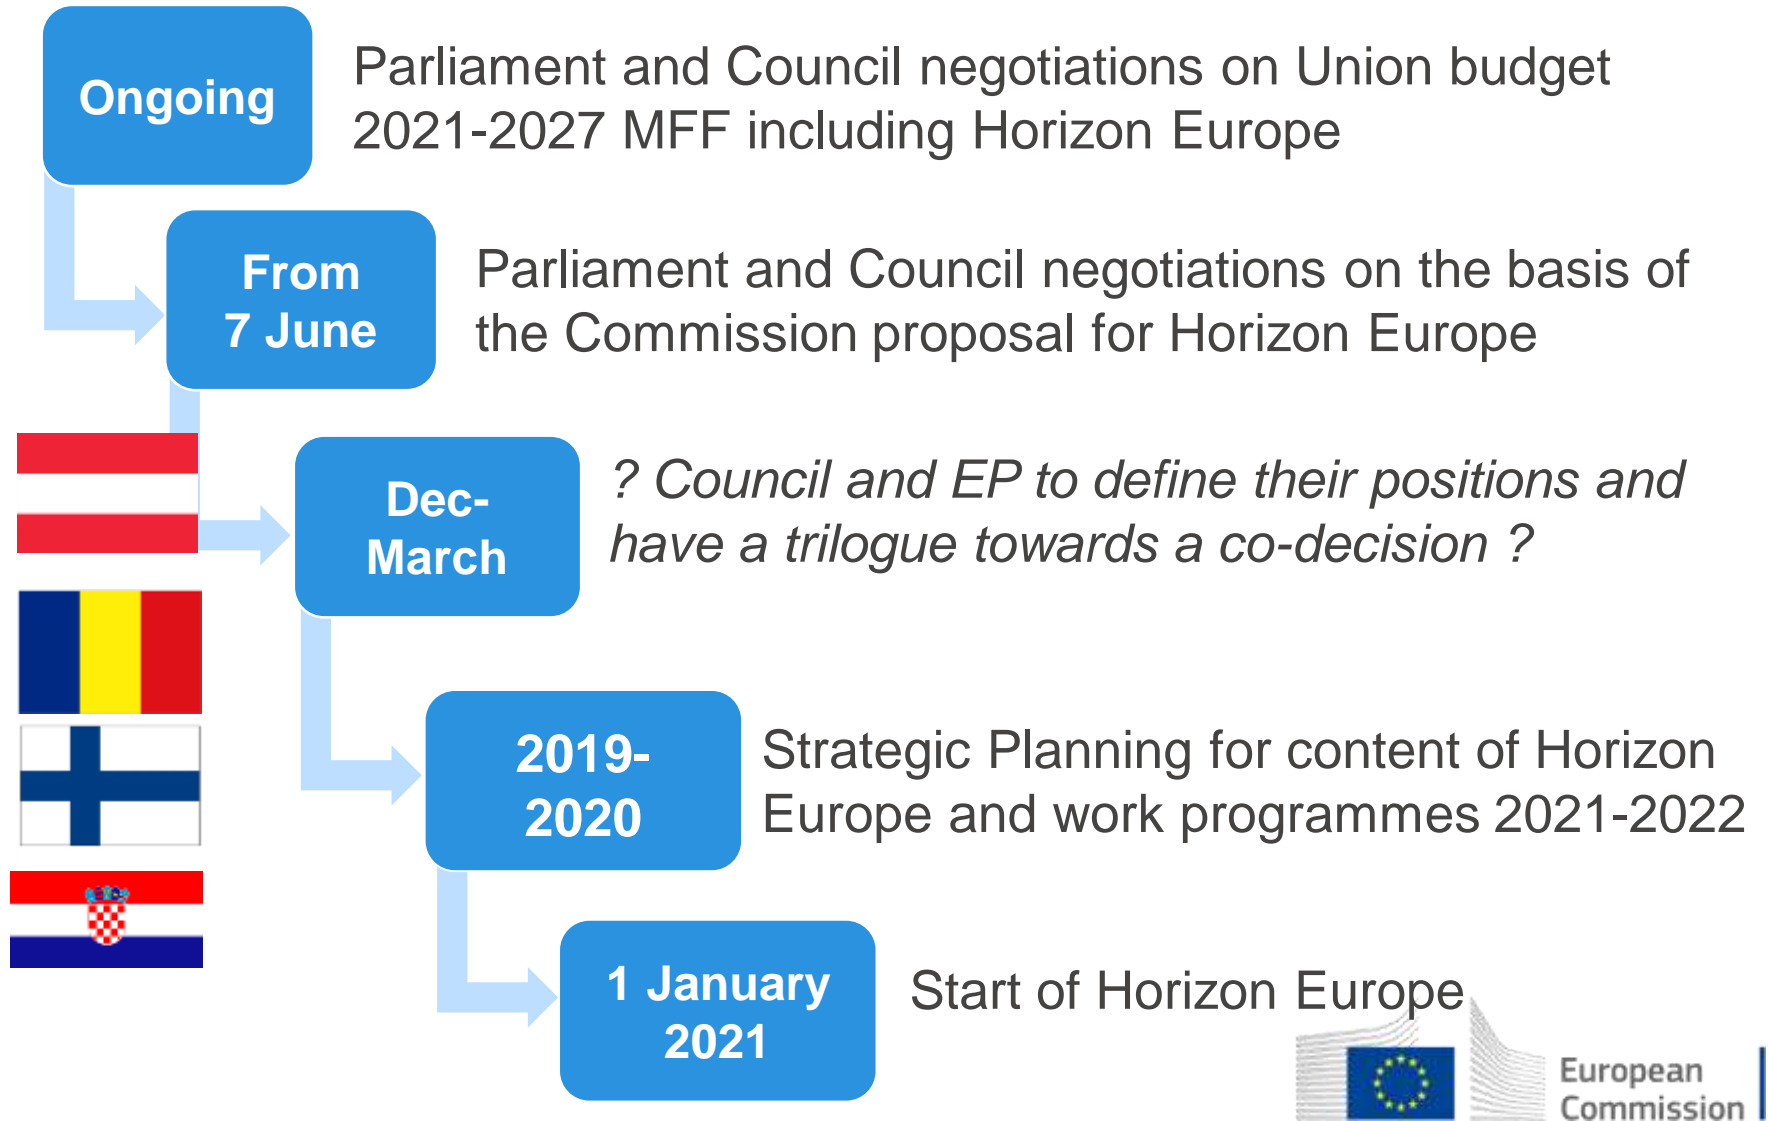 Ongoing
Parliament and Council negotiations on Union budget
2021-2027 MFF including Horizon Europe
From
7 June
Parliament and Council negotiations on the basis of
the Commission proposal for Horizon Europe
Dec-
March
? Council and EP to define their positions and
have a trilogue towards a co-decision ?
2019-
2020
Strategic Planning for content of Horizon
Europe and work programmes 2021-2022
1 January
2021
Start of Horizon Europe
European
Commission